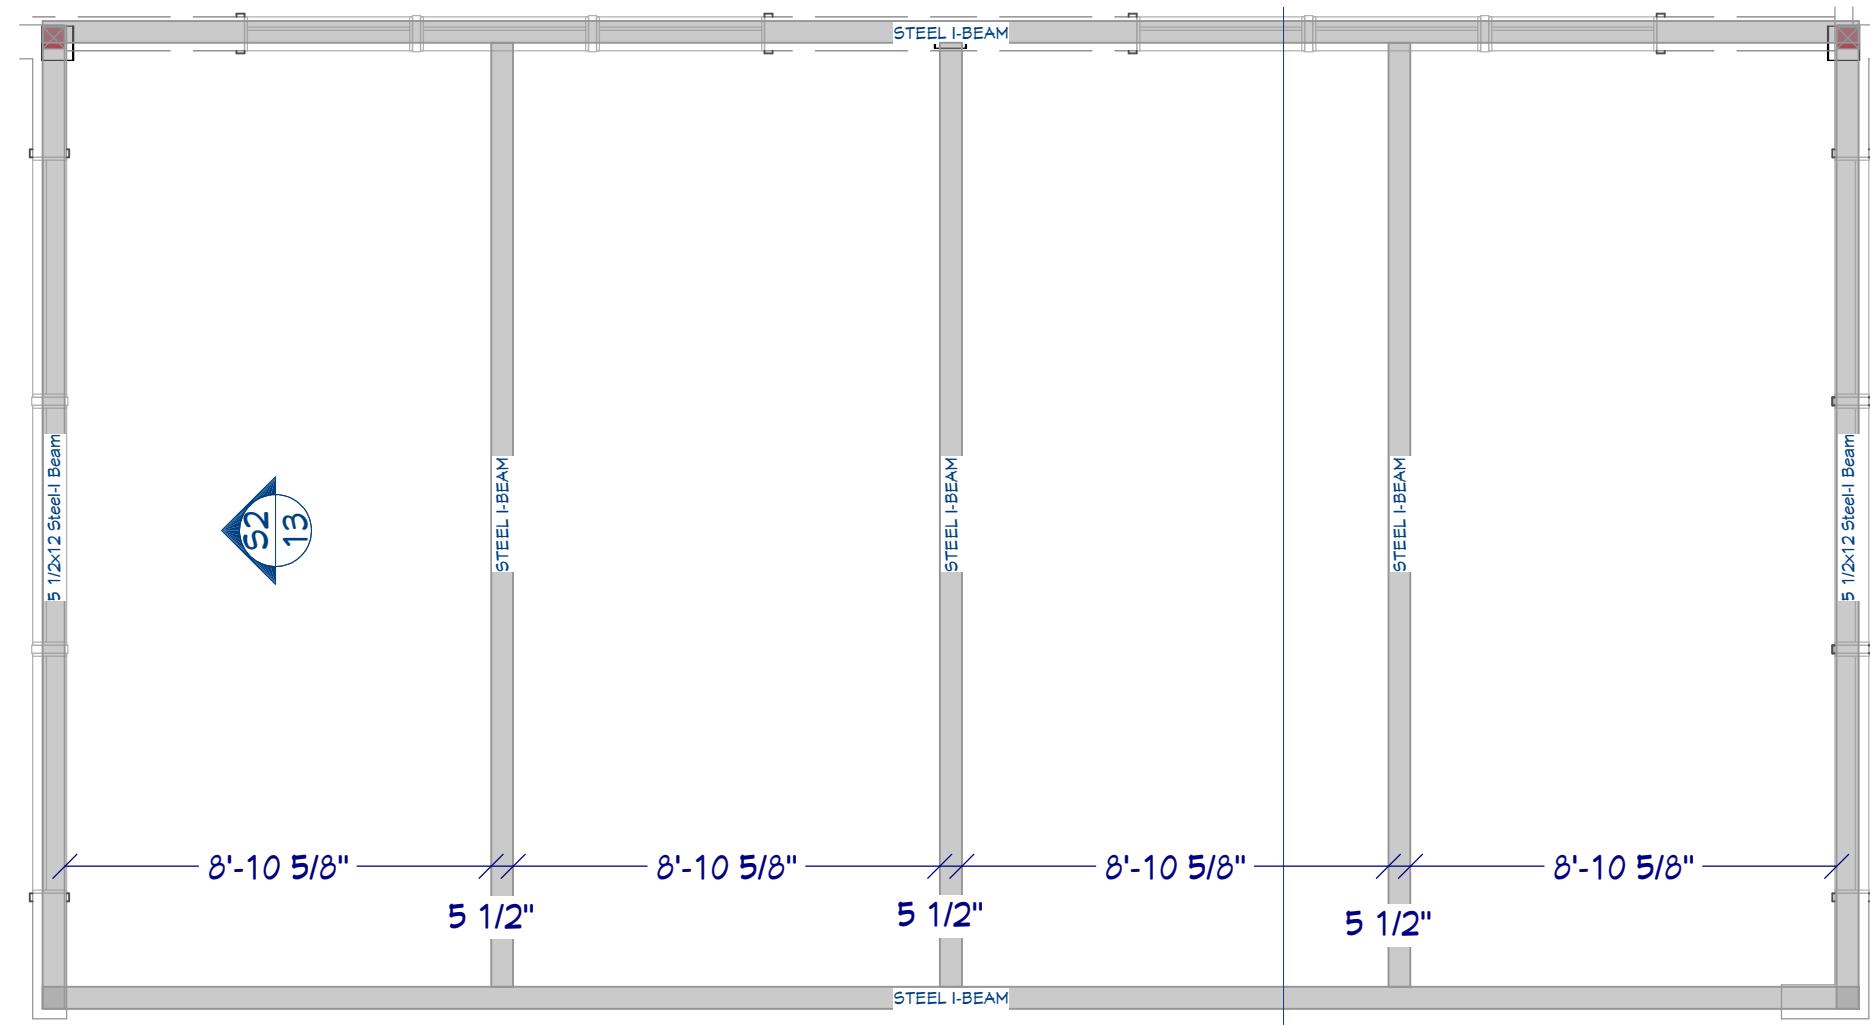 STEEL I-BEAM
5 1/2x12 Steel-I Beam
STEEL I-BEAM
STEEL I-BEAM
STEEL I-BEAM
5 1/2x12 Steel-I Beam
S2
13
8'-10 5/8"
8'-10 5/8"
8'-10 5/8"
8'-10 5/8"
5 1/2"
5 1/2"
5 1/2"
STEEL I-BEAM